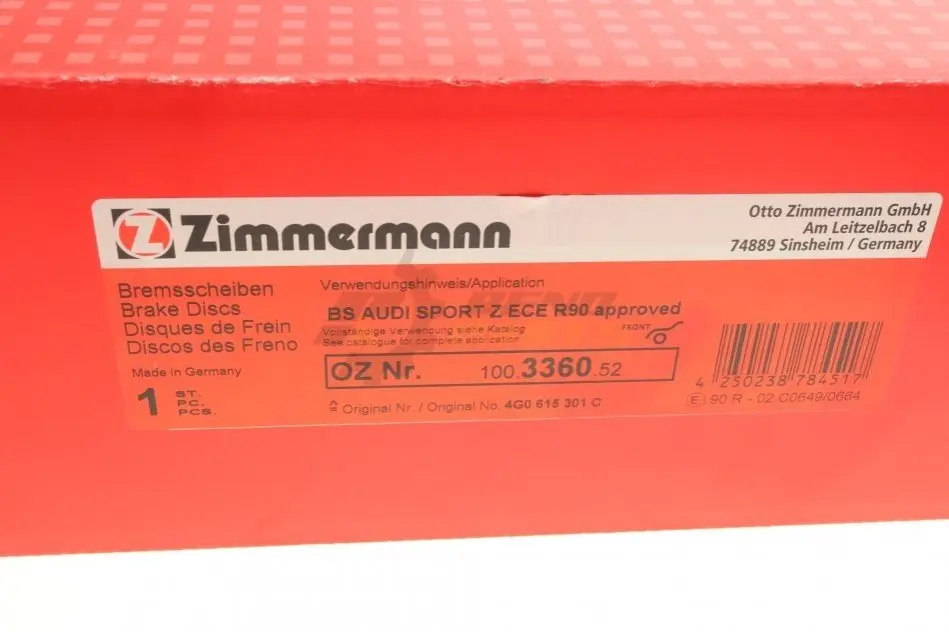 Z Zimmermann
Otto Zimmermann GmbH
Am Leitzelbach 8
74889 Sinsheim / Germany
Bremsscheiben
Brake Discs
Disques de Frein
Discos des Freno
Made in Germany
1 ST.
PC.
PCS.
Verwendungshinweis/Application
BS AUDI SPORT Z ECE R90 approved
Vollständige Verwendung siehe Katalog
See catalogue for complete application
FRONT
OZ Nr. 100.3360.52
≙ Original Nr. / Original No. 4G0 615 301 C
4 250238 784517
E1 90 R - 02 C0649/0664